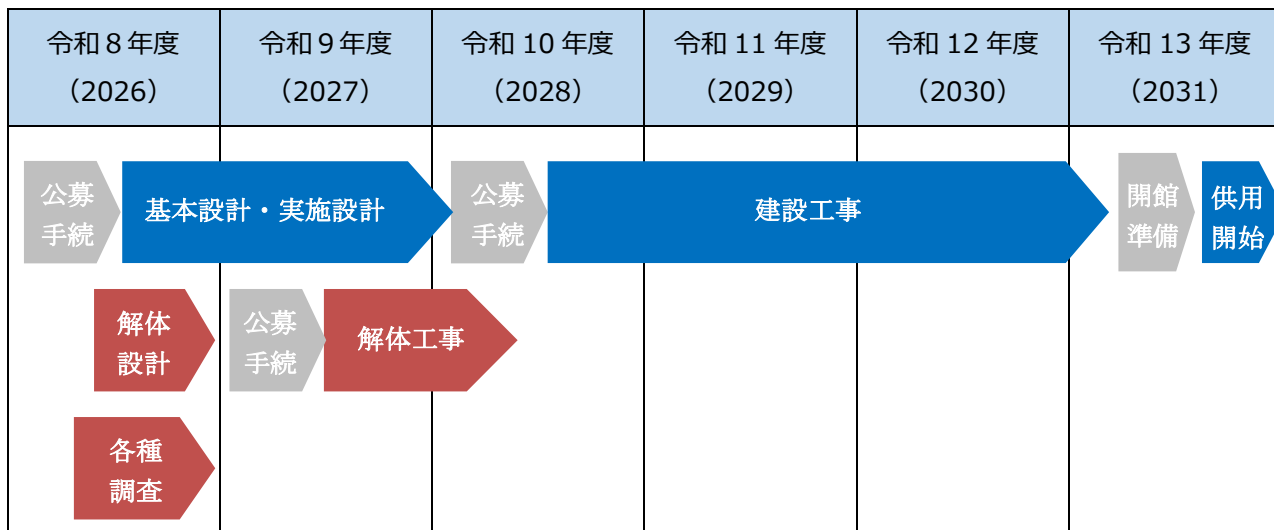 令和８年度
（2026）
令和９年度
（2027）
令和 10 年度
（2028）
令和 11 年度
（2029）
令和 12 年度
（2030）
令和 13 年度
（2031）
公募
手続
基本設計・実施設計
公募
手続
建設工事
開館
準備
供用
開始
解体
設計
公募
手続
解体工事
各種
調査